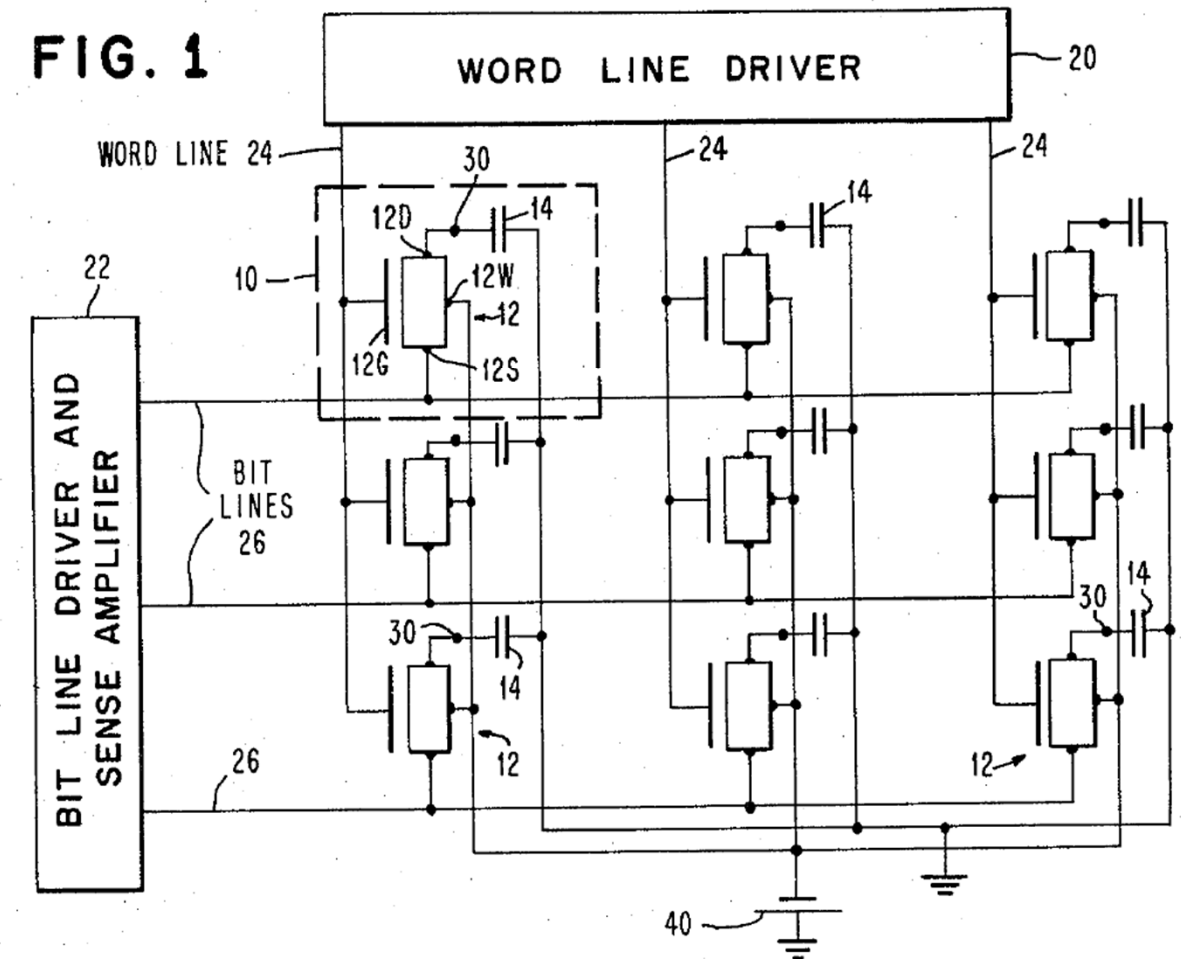 FIG. 1
WORD LINE DRIVER
20
WORD LINE 24
24
24
30
14
12D
10
12W
12
12G
12S
14
22
BIT LINE DRIVER AND
SENSE AMPLIFIER
BIT
LINES
26
30
14
12
30
14
12
26
40